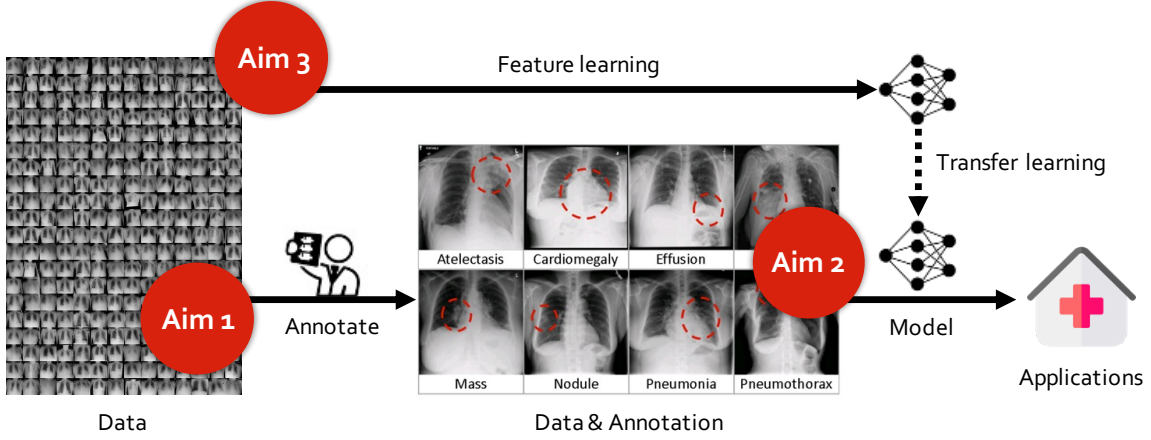 Aim 3
Feature learning
Transfer learning
Atelectasis
Cardiomegaly
Effusion
Aim 2
Aim 1
Annotate
Mass
Nodule
Pneumonia
Pneumothorax
Model
Applications
Data
Data & Annotation